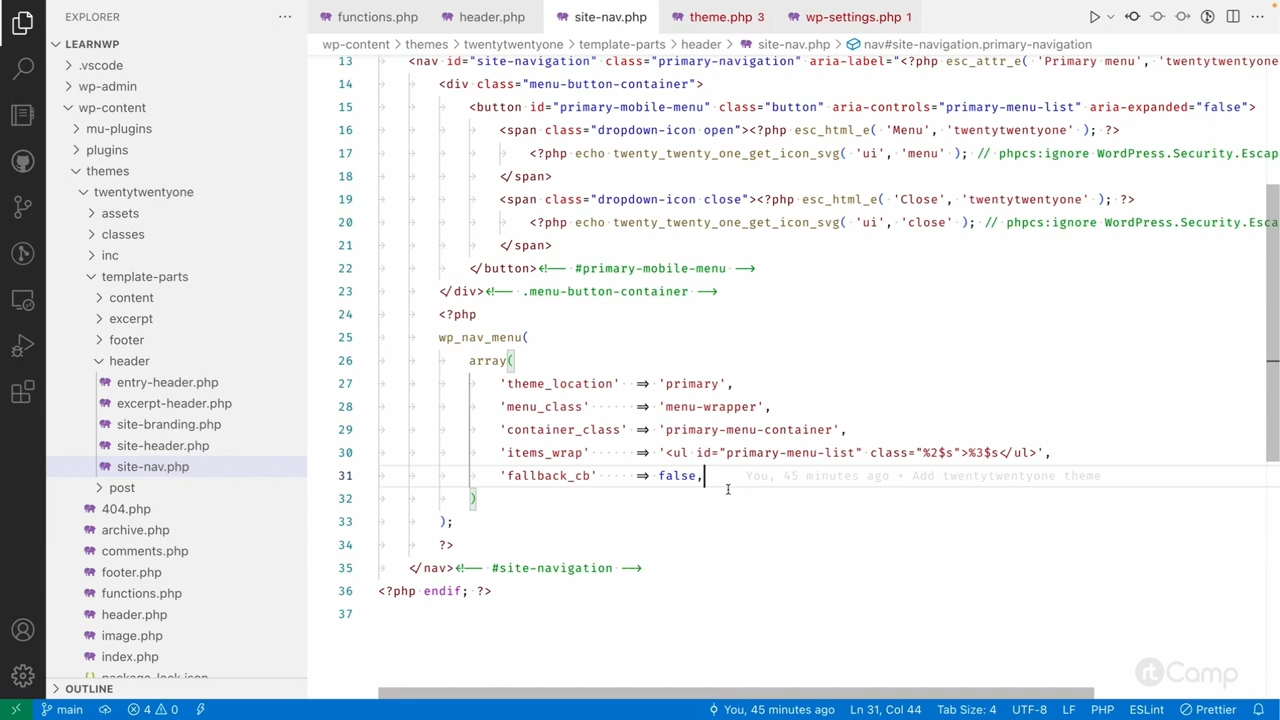 EXPLORER
functions.php
header.php
site-nav.php
theme.php 3
wp-settings.php 1
wp-content > themes > twentytwentyone > template-parts > header > site-nav.php > nav#site-navigation.primary-navigation
LEARNWP
.vscode
wp-admin
wp-content
mu-plugins
plugins
themes
twentytwentyone
assets
classes
inc
template-parts
content
excerpt
footer
header
entry-header.php
excerpt-header.php
site-branding.php
site-header.php
site-nav.php
post
404.php
archive.php
comments.php
footer.php
functions.php
header.php
image.php
index.php
package-lock.json
OUTLINE
13 <nav id="site-navigation" class="primary-navigation" aria-label="<?php esc_attr_e( 'Primary menu', 'twentytwentyone
14 <div class="menu-button-container">
15 <button id="primary-mobile-menu" class="button" aria-controls="primary-menu-list" aria-expanded="false">
16 <span class="dropdown-icon open"><?php esc_html_e( 'Menu', 'twentytwentyone' ); ?>
17 <?php echo twenty_twenty_one_get_icon_svg( 'ui', 'menu' ); // phpcs:ignore WordPress.Security.Escap
18 </span>
19 <span class="dropdown-icon close"><?php esc_html_e( 'Close', 'twentytwentyone' ); ?>
20 <?php echo twenty_twenty_one_get_icon_svg( 'ui', 'close' ); // phpcs:ignore WordPress.Security.Esca
21 </span>
22 </button><!-- #primary-mobile-menu -->
23 </div><!-- .menu-button-container -->
24 <?php
25 wp_nav_menu(
26 array(
27 'theme_location' => 'primary',
28 'menu_class' => 'menu-wrapper',
29 'container_class' => 'primary-menu-container',
30 'items_wrap' => '<ul id="primary-menu-list" class="%2$s">%3$s</ul>',
31 'fallback_cb' => false, You, 45 minutes ago • Add twentytwentyone theme
32 )
33 );
34 ?>
35 </nav><!-- #site-navigation -->
36 <?php endif; ?>
37
rtCamp
main 4 0 You, 45 minutes ago Ln 31, Col 44 Tab Size: 4 UTF-8 LF PHP ESLint Prettier